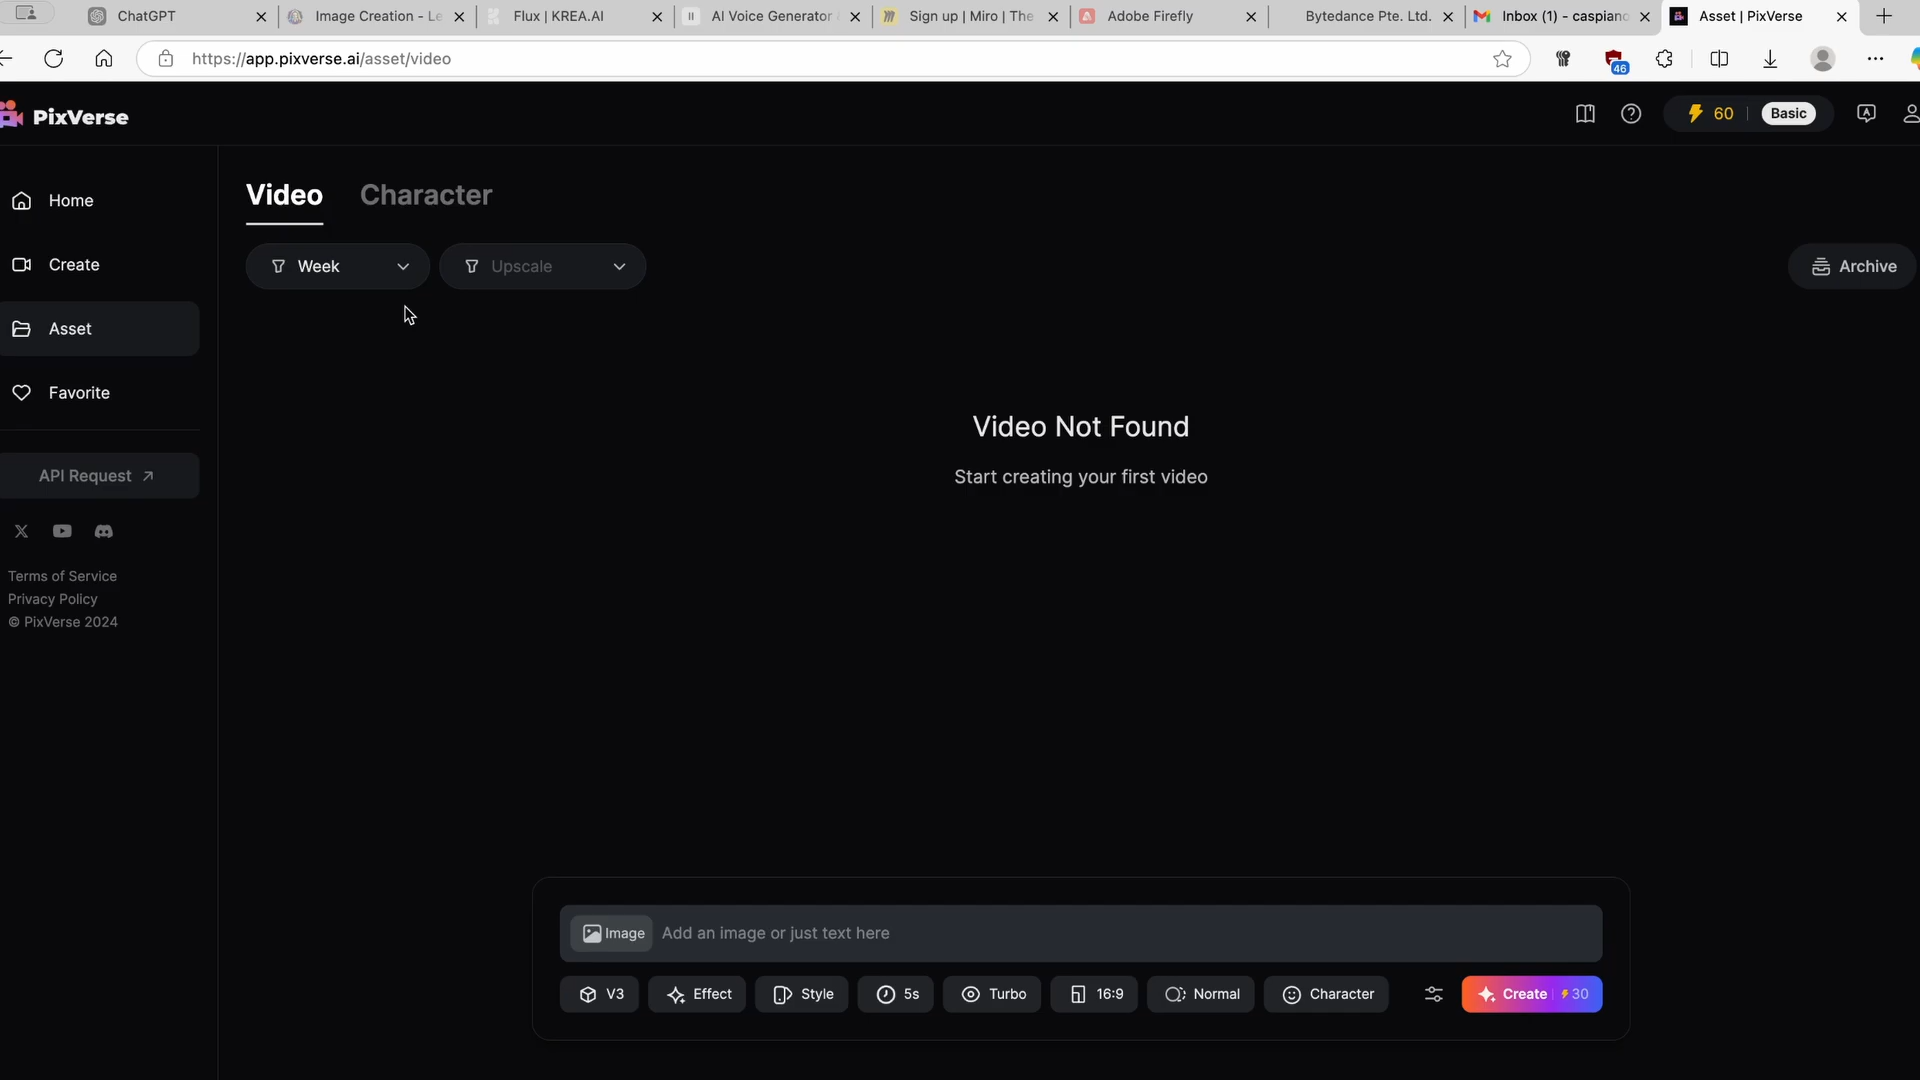 ChatGPT
Image Creation - Le
Flux | KREA.AI
AI Voice Generator
Sign up | Miro | The
Adobe Firefly
Bytedance Pte. Ltd.
Inbox (1) - caspiano
Asset | PixVerse
https://app.pixverse.ai/asset/video
46
PixVerse
60
Basic
Home
Create
Asset
Favorite
API Request
Terms of Service
Privacy Policy
© PixVerse 2024
Video
Character
Week
Upscale
Archive
Video Not Found
Start creating your first video
Image
Add an image or just text here
V3
Effect
Style
5s
Turbo
16:9
Normal
Character
Create
30